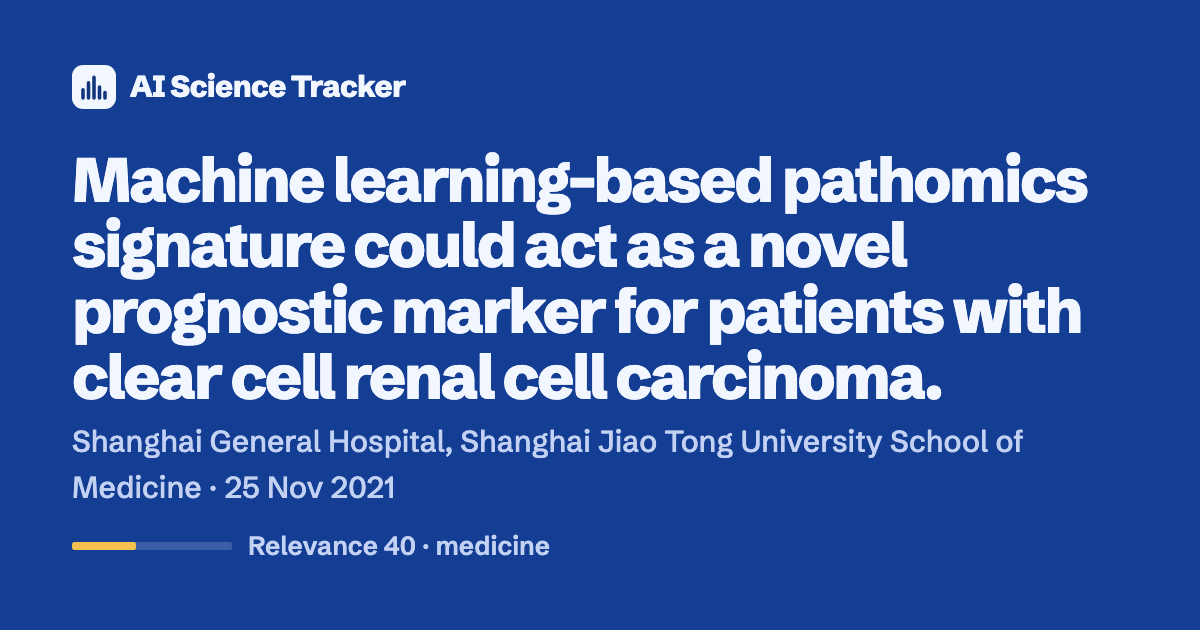 AI Science Tracker
Machine learning-based pathomics
signature could act as a novel
prognostic marker for patients with
clear cell renal cell carcinoma.
Shanghai General Hospital, Shanghai Jiao Tong University School of
Medicine · 25 Nov 2021
Relevance 40 · medicine